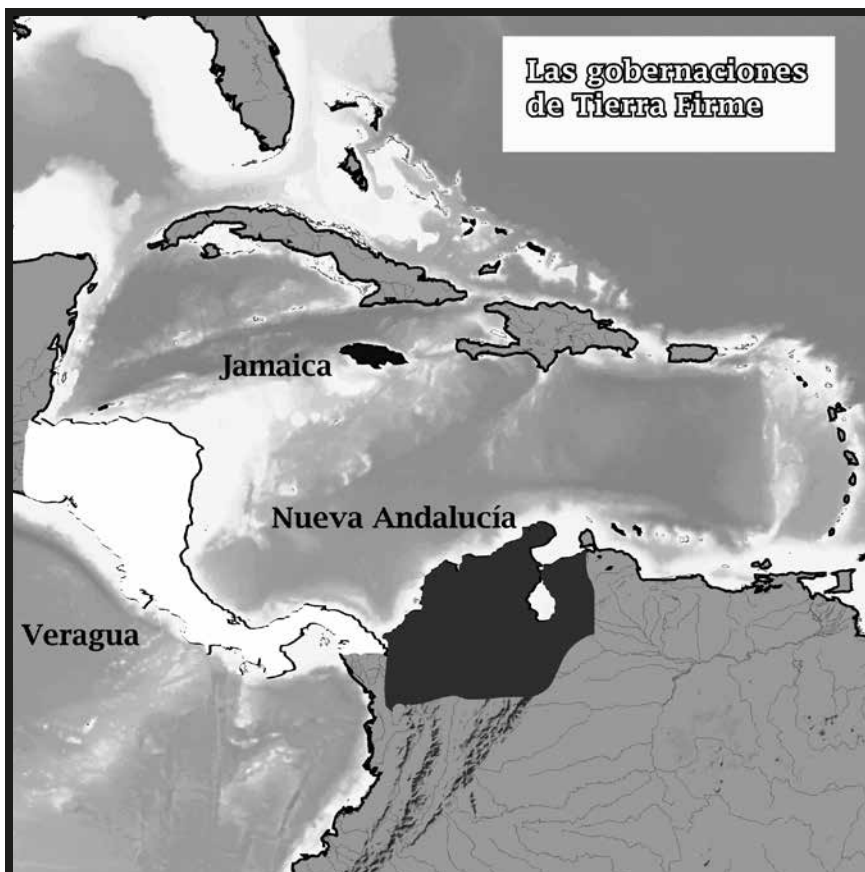 Las gobernaciones
de Tierra Firme
Jamaica
Nueva Andalucía
Veragua